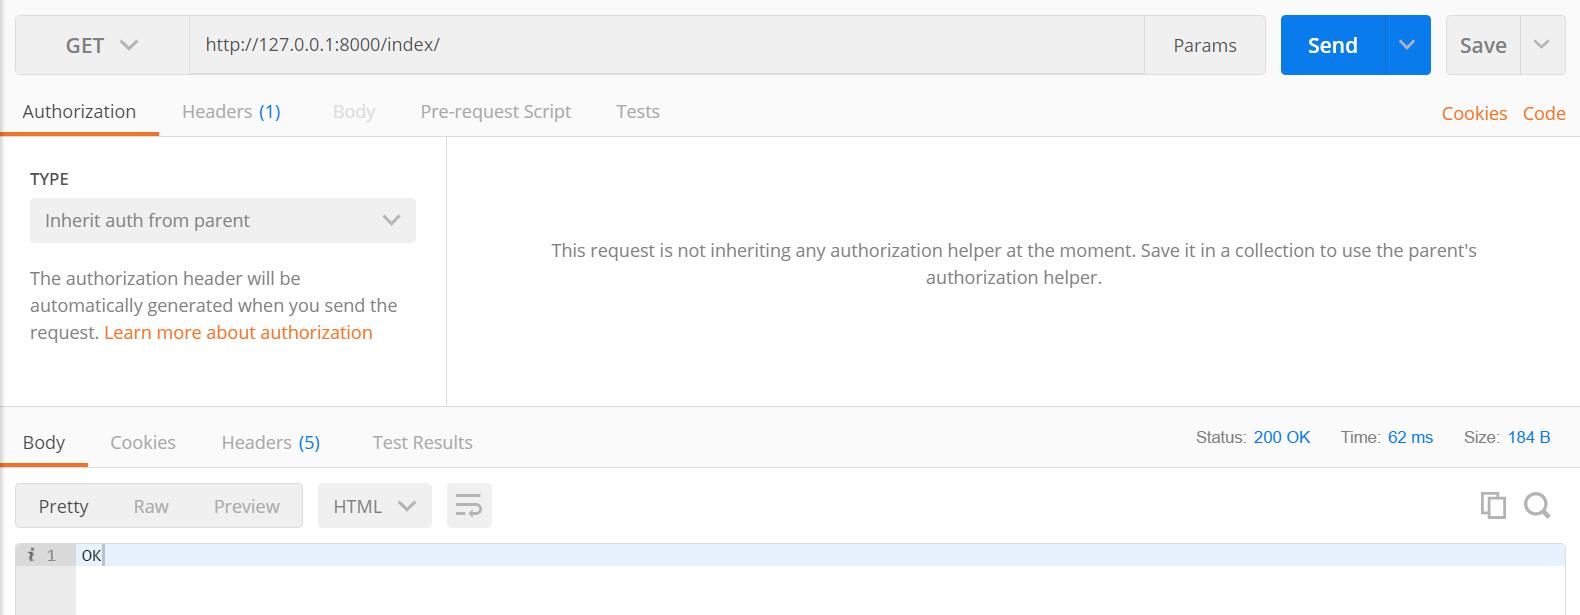 GET http://127.0.0.1:8000/index/ Params Send Save
Authorization Headers (1) Body Pre-request Script Tests Cookies Code
TYPE
Inherit auth from parent
The authorization header will be
automatically generated when you send the
request. Learn more about authorization
This request is not inheriting any authorization helper at the moment. Save it in a collection to use the parent's
authorization helper.
Body Cookies Headers (5) Test Results Status: 200 OK Time: 62 ms Size: 184 B
Pretty Raw Preview HTML
i 1 OK